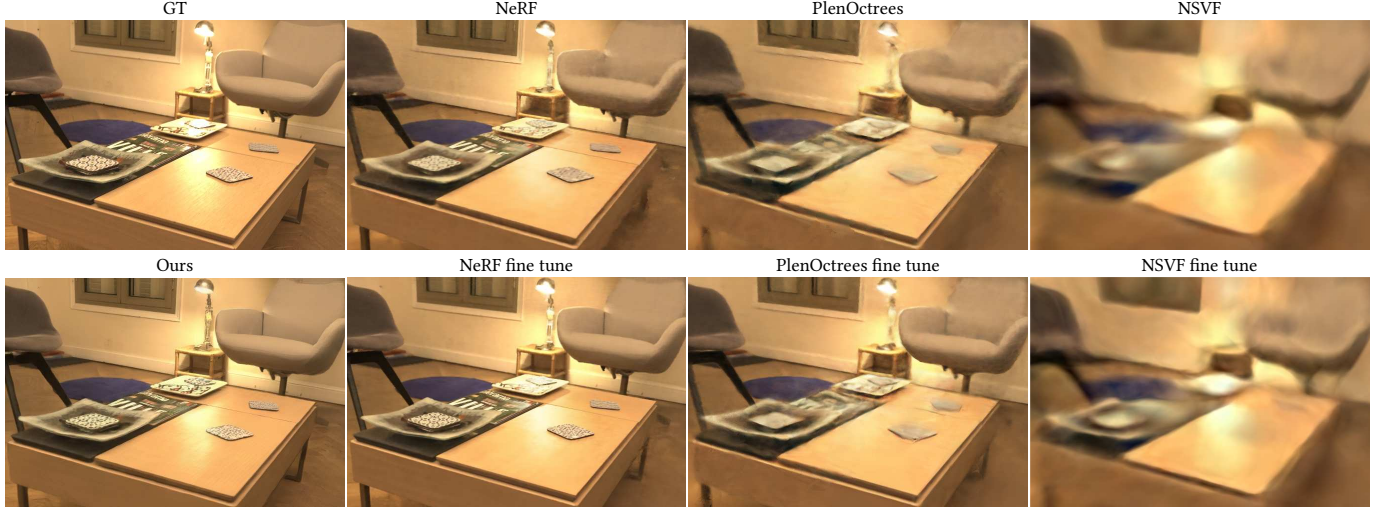 GT
NeRF
PlenOctrees
NSVF
Ours
NeRF fine tune
PlenOctrees fine tune
NSVF fine tune